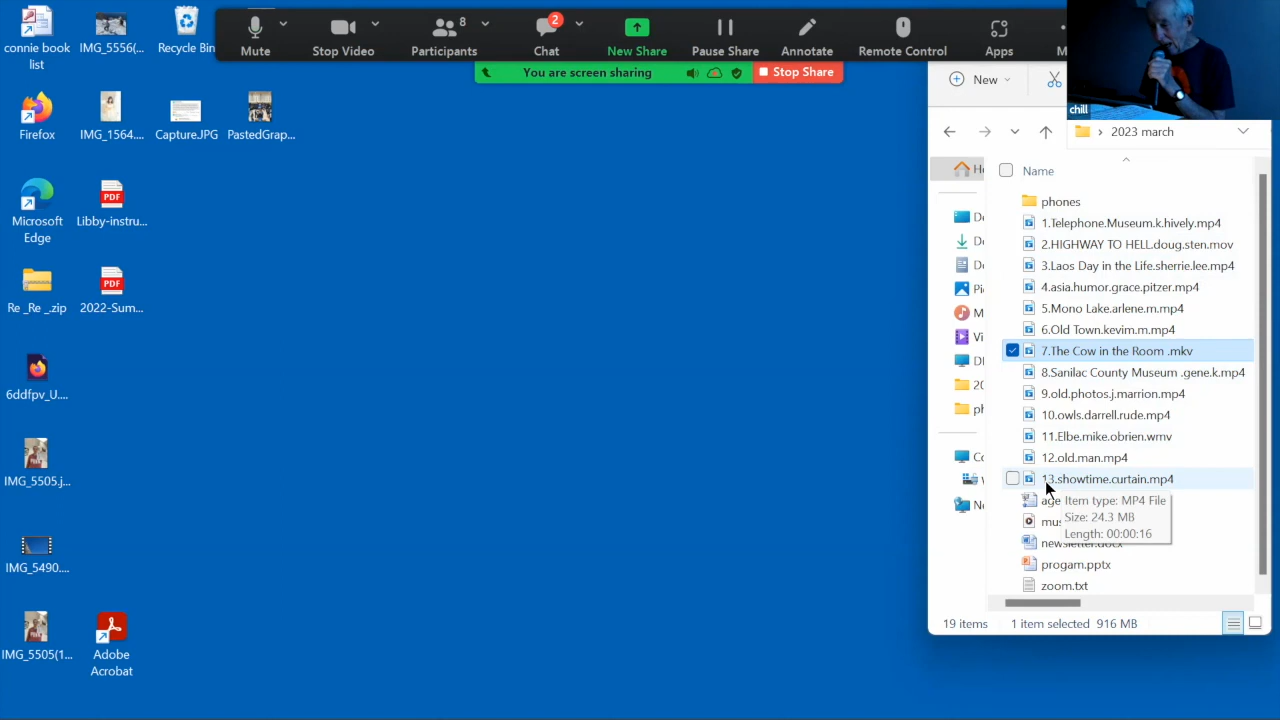 Mute
Stop Video
Participants
8
Chat
2
New Share
Pause Share
Annotate
Remote Control
Apps
You are screen sharing
Stop Share
chill
connie book
list
IMG_5556(...
Recycle Bin
Firefox
IMG_1564....
Capture.JPG
PastedGrap...
Microsoft
Edge
PDF
Libby-instru...
Re _Re _.zip
PDF
2022-Sum...
6ddfpv_U....
IMG_5505.j...
IMG_5490....
IMG_5505(1...
Adobe
Acrobat
New
2023 march
Name
phones
1.Telephone.Museum.k.hively.mp4
2.HIGHWAY TO HELL.doug.sten.mov
3.Laos Day in the Life.sherrie.lee.mp4
4.asia.humor.grace.pitzer.mp4
5.Mono Lake.arlene.m.mp4
6.Old Town.kevim.m.mp4
7.The Cow in the Room .mkv
8.Sanilac County Museum .gene.k.mp4
9.old.photos.j.marrion.mp4
10.owls.darrell.rude.mp4
11.Elbe.mike.obrien.wmv
12.old.man.mp4
13.showtime.curtain.mp4
Item type: MP4 File
Size: 24.3 MB
Length: 00:00:16
newsletter.docx
progam.pptx
zoom.txt
19 items
1 item selected
916 MB